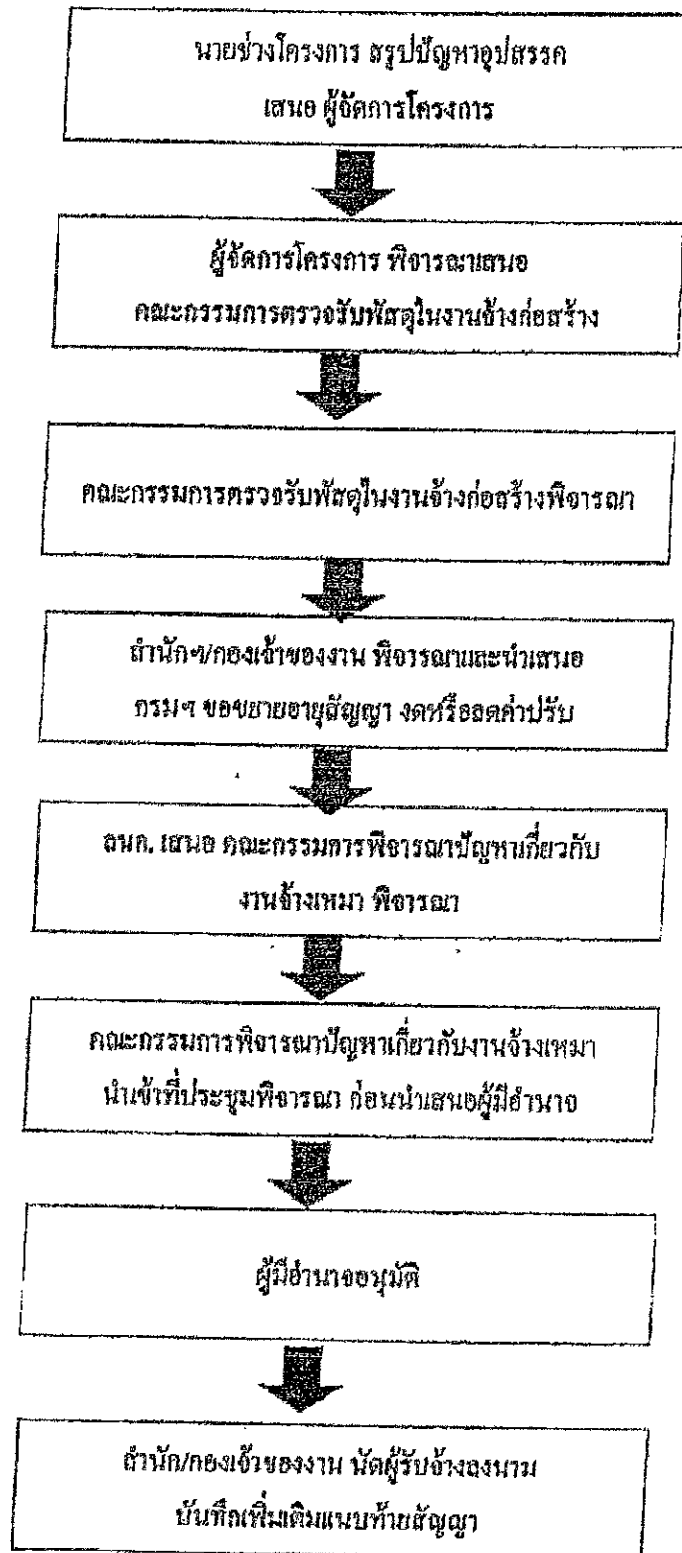 นายช่างโครงการ สรุปปัญหาอุปสรรค
เสนอ ผู้จัดการโครงการ
ผู้จัดการโครงการ พิจารณาเสนอ
คณะกรรมการตรวจรับพัสดุในงานจ้างก่อสร้าง
คณะกรรมการตรวจรับพัสดุในงานจ้างก่อสร้างพิจารณา
สำนักฯ/กองเจ้าของงาน พิจารณาและนำเสนอ
กรมฯ ขอขยายอายุสัญญา งดหรือลดค่าปรับ
ลนก. เสนอ คณะกรรมการพิจารณาปัญหาเกี่ยวกับ
งานจ้างเหมา พิจารณา
คณะกรรมการพิจารณาปัญหาเกี่ยวกับงานจ้างเหมา
นำเข้าที่ประชุมพิจารณา ก่อนนำเสนอผู้มีอำนาจ
ผู้มีอำนาจอนุมัติ
สำนัก/กองเจ้าของงาน นัดผู้รับจ้างลงนาม
บันทึกเพิ่มเติมแนบท้ายสัญญา